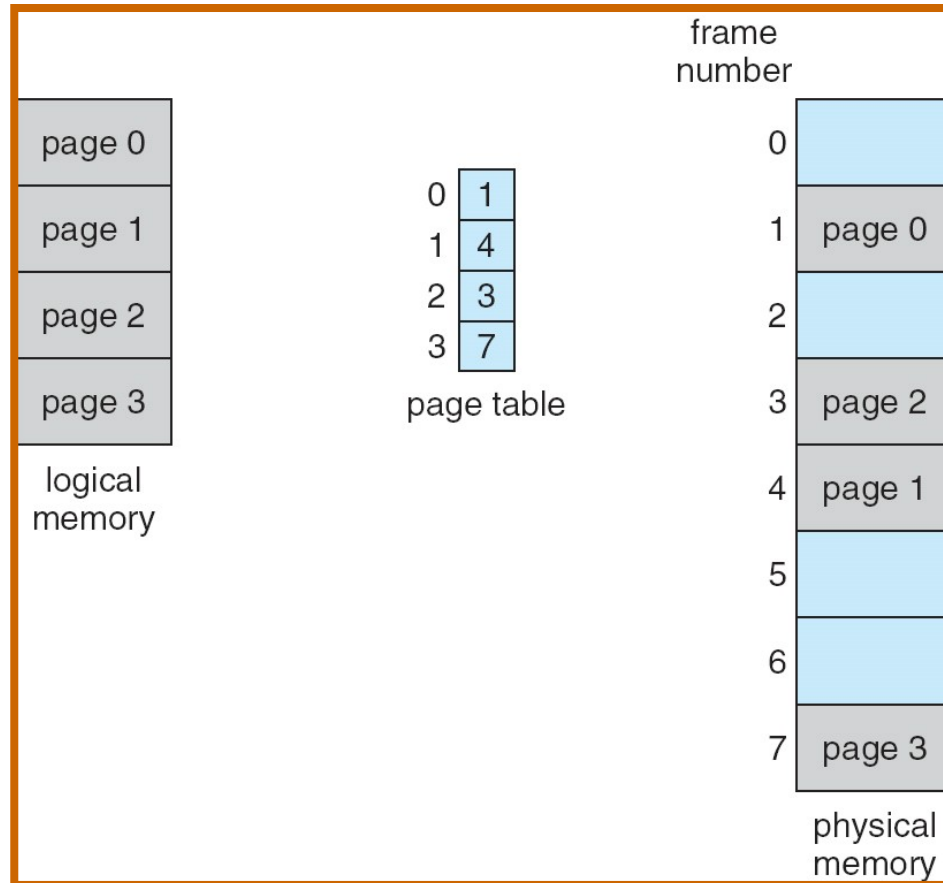 frame
number
page 0
page 1
page 2
page 3
logical
memory
0 1
1 4
2 3
3 7
page table
0
1 page 0
2
3 page 2
4 page 1
5
6
7 page 3
physical
memory